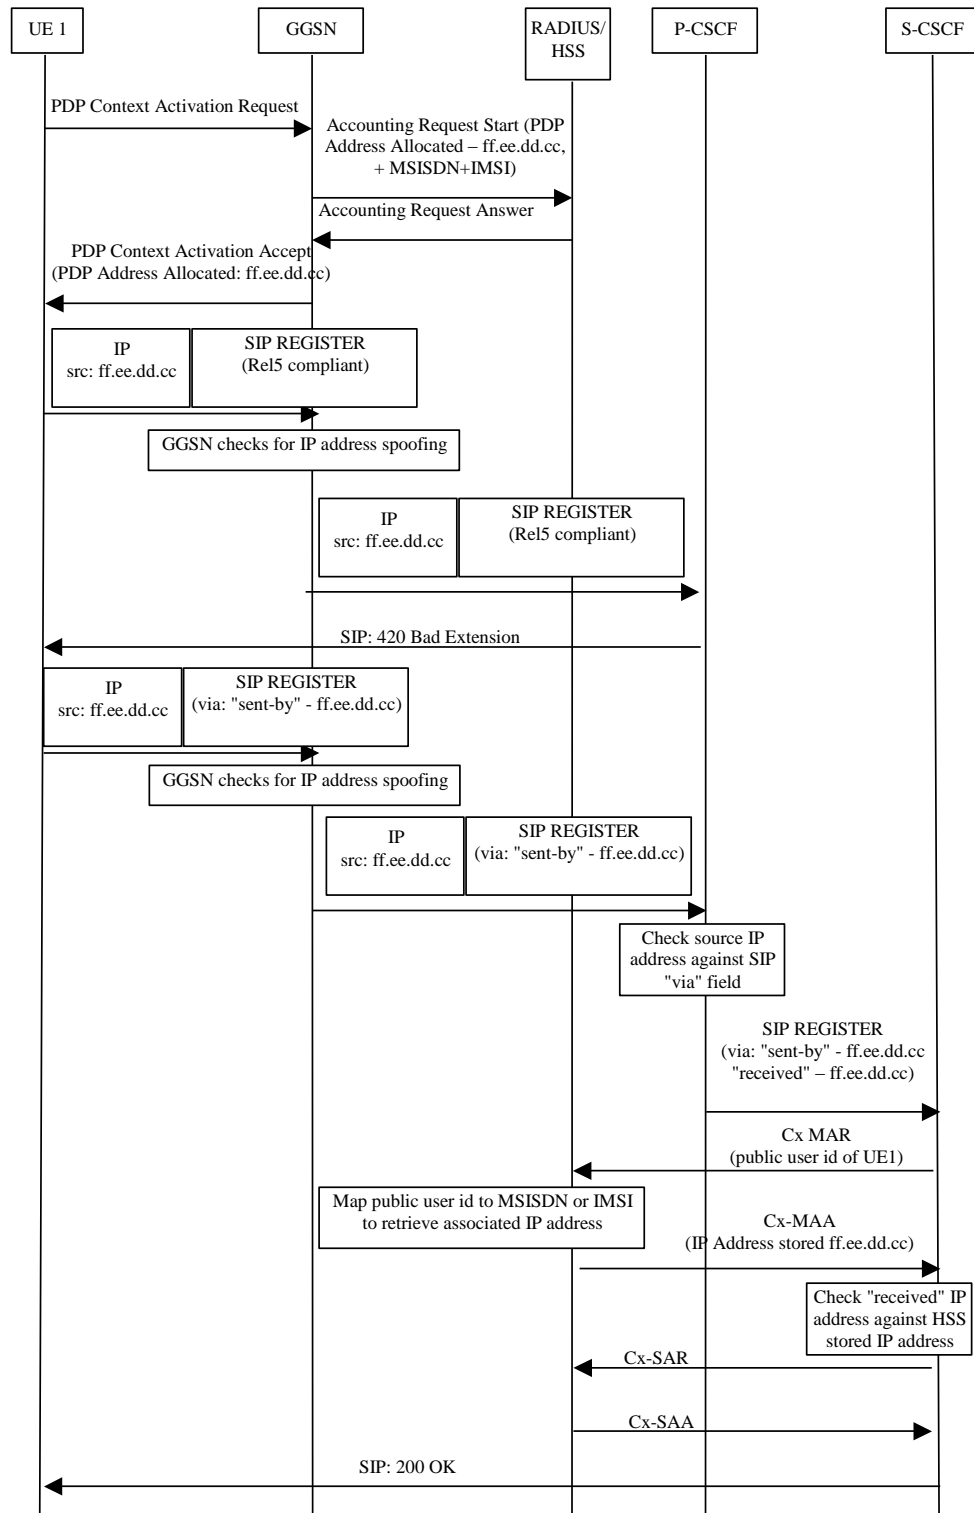 UE 1
GGSN
RADIUS/
HSS
P-CSCF
S-CSCF
PDP Context Activation Request
Accounting Request Start (PDP
Address Allocated – ff.ee.dd.cc,
+ MSISDN+IMSI)
Accounting Request Answer
PDP Context Activation Accept
(PDP Address Allocated: ff.ee.dd.cc)
IP
src: ff.ee.dd.cc
SIP REGISTER
(Rel5 compliant)
GGSN checks for IP address spoofing
IP
src: ff.ee.dd.cc
SIP REGISTER
(Rel5 compliant)
SIP: 420 Bad Extension
IP
src: ff.ee.dd.cc
SIP REGISTER
(via: "sent-by" - ff.ee.dd.cc)
GGSN checks for IP address spoofing
IP
src: ff.ee.dd.cc
SIP REGISTER
(via: "sent-by" - ff.ee.dd.cc)
Check source IP
address against SIP
"via" field
SIP REGISTER
(via: "sent-by" - ff.ee.dd.cc
"received" – ff.ee.dd.cc)
Cx MAR
(public user id of UE1)
Map public user id to MSISDN or IMSI
to retrieve associated IP address
Cx-MAA
(IP Address stored ff.ee.dd.cc)
Check "received" IP
address against HSS
stored IP address
Cx-SAR
Cx-SAA
SIP: 200 OK